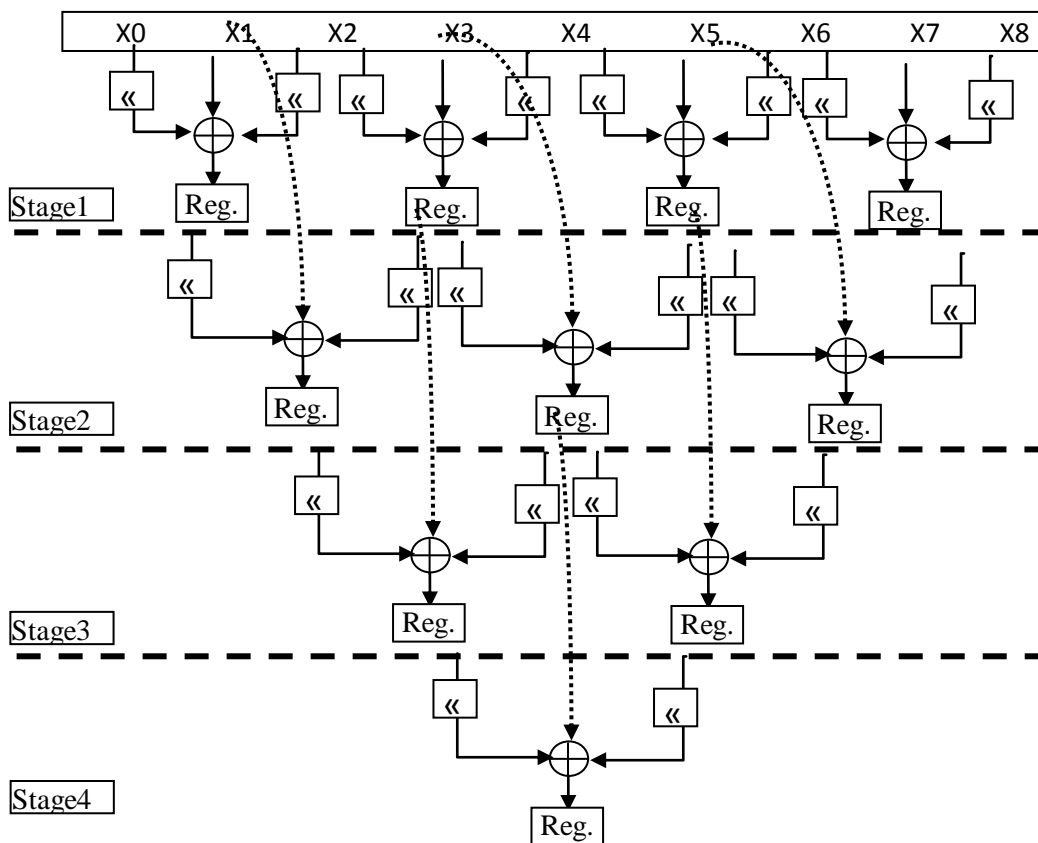 X0 X1 X2 X3 X4 X5 X6 X7 X8
« « « « « « « «
Stage1 Reg. Reg. Reg. Reg.
« « « « « «
Stage2 Reg. Reg. Reg.
« « « «
Stage3 Reg. Reg.
« «
Stage4 Reg.